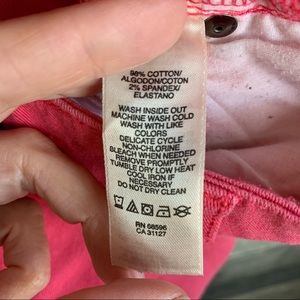 98% COTTON/
ALGODON/COTON
2% SPANDEX/
ELASTANO
WASH INSIDE OUT
MACHINE WASH COLD
WASH WITH LIKE
COLORS
DELICATE CYCLE
NON-CHLORINE
BLEACH WHEN NEEDED
REMOVE PROMPTLY
TUMBLE DRY LOW HEAT
COOL IRON IF
NECESSARY
DO NOT DRY CLEAN
RN 68596
CA 31127